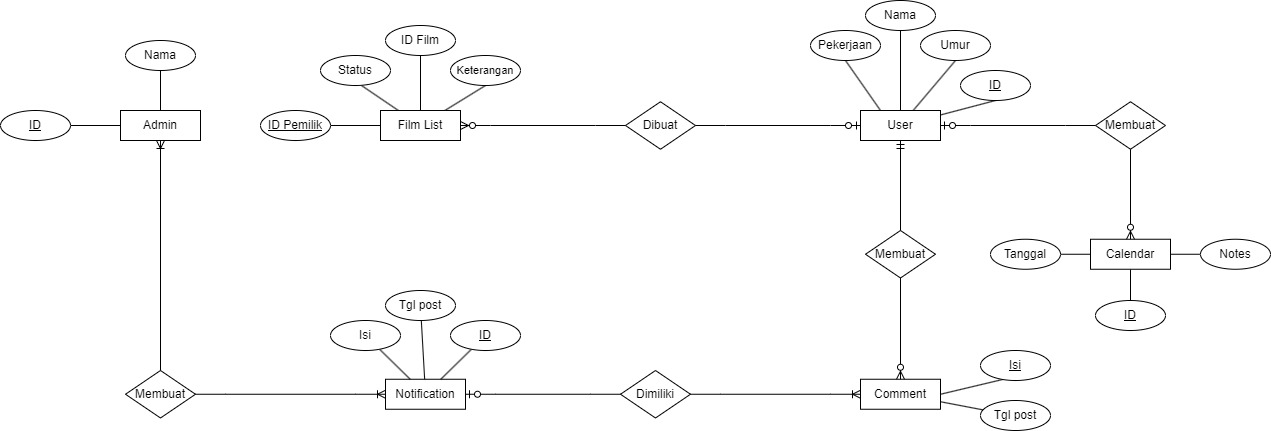 Nama
ID Film
Pekerjaan
Umur
Nama
Status
Keterangan
ID
ID
Admin
ID Pemilik
Film List
Dibuat
User
Membuat
Membuat
Tanggal
Calendar
Notes
Tgl post
ID
Isi
ID
Isi
Membuat
Notification
Dimiliki
Comment
Tgl post